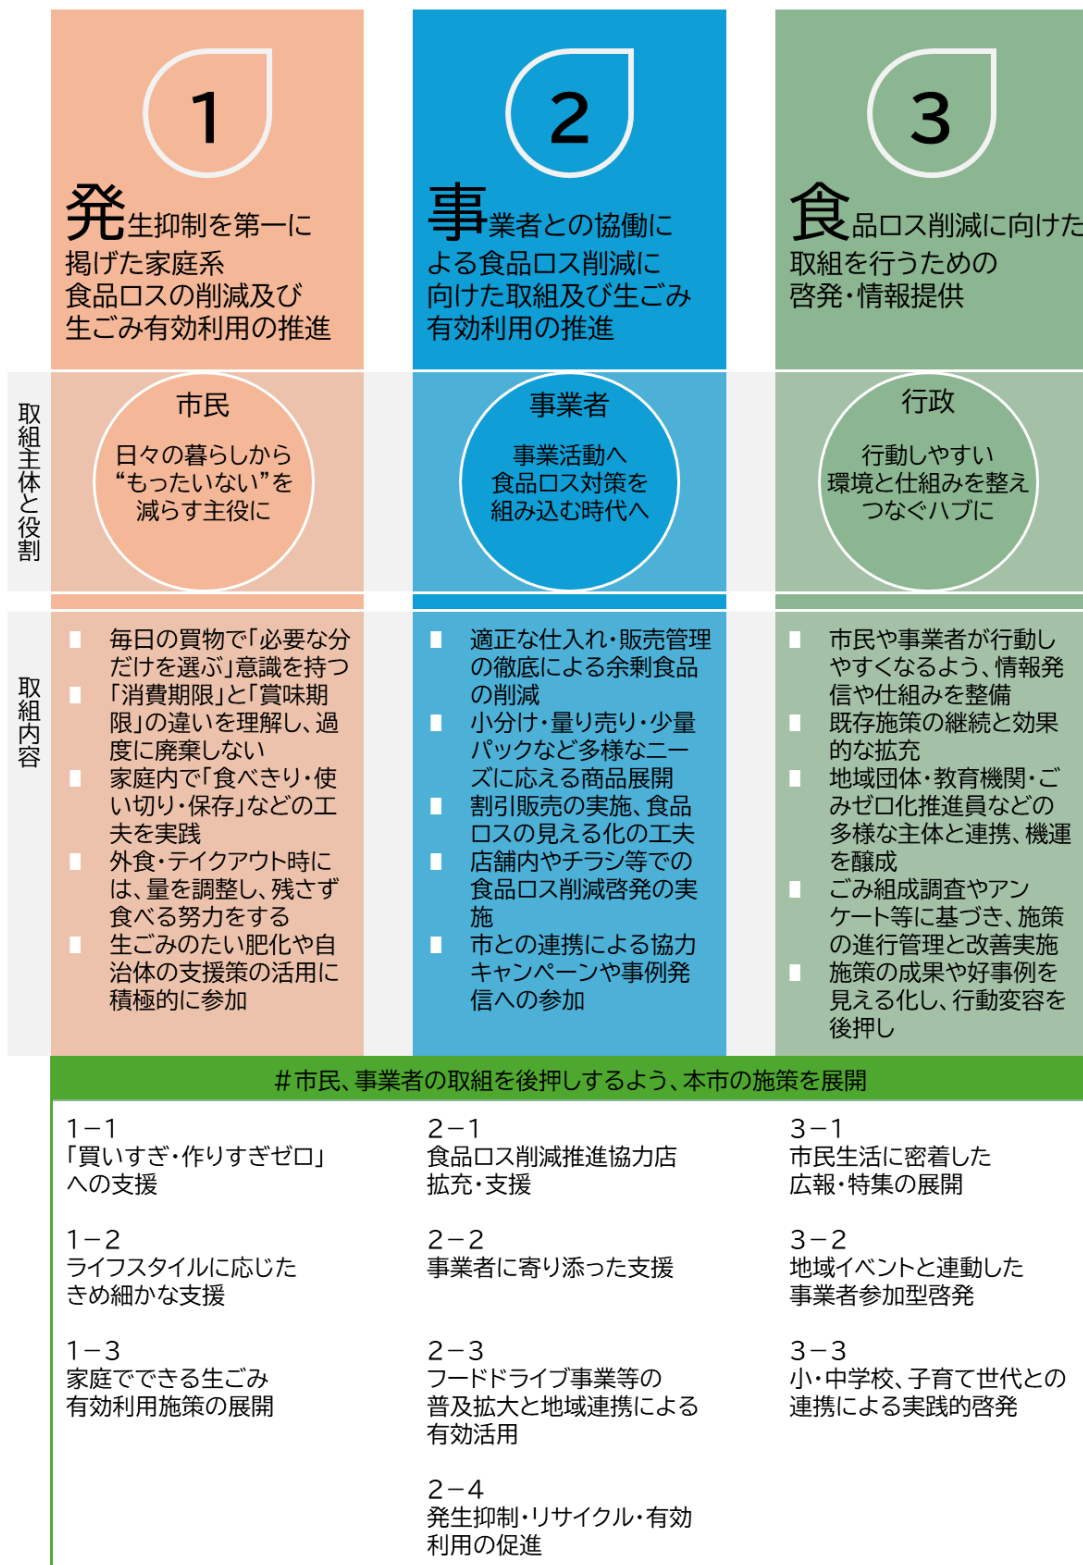 1
発生抑制を第一に
掲げた家庭系
食品ロスの削減及び
生ごみ有効利用の推進
2
事業者との協働に
よる食品ロス削減に
向けた取組及び生ごみ
有効利用の推進
3
食品ロス削減に向けた
取組を行うための
啓発・情報提供
取組主体と役割
市民
日々の暮らしから
“もったいない”を
減らす主役に
事業者
事業活動へ
食品ロス対策を
組み込む時代へ
行政
行動しやすい
環境と仕組みを整え
つなぐハブに
取組内容
毎日の買物で「必要な分
だけを選ぶ」意識を持つ
「消費期限」と「賞味期
限」の違いを理解し、過
度に廃棄しない
家庭内で「食べきり・使
い切り・保存」などの工
夫を実践
外食・テイクアウト時に
は、量を調整し、残さず
食べる努力をする
生ごみのたい肥化や自
治体の支援策の活用に
積極的に参加
適正な仕入れ・販売管理
の徹底による余剰食品
の削減
小分け・量り売り・少量
パックなど多様なニー
ズに応える商品展開
割引販売の実施、食品
ロスの見える化の工夫
店舗内やチラシ等での
食品ロス削減啓発の実
施
市との連携による協力
キャンペーンや事例発
信への参加
市民や事業者が行動し
やすくなるよう、情報発
信や仕組みを整備
既存施策の継続と効果
的な拡充
地域団体・教育機関・ご
みゼロ化推進員などの
多様な主体と連携、機運
を醸成
ごみ組成調査やアン
ケート等に基づき、施策
の進行管理と改善実施
施策の成果や好事例を
見える化し、行動変容を
後押し
＃市民、事業者の取組を後押しするよう、本市の施策を展開
1－1
「買いすぎ・作りすぎゼロ」
への支援
1－2
ライフスタイルに応じた
きめ細かな支援
1－3
家庭でできる生ごみ
有効利用施策の展開
2－1
食品ロス削減推進協力店
拡充・支援
2－2
事業者に寄り添った支援
2－3
フードドライブ事業等の
普及拡大と地域連携による
有効活用
2－4
発生抑制・リサイクル・有効
利用の促進
3－1
市民生活に密着した
広報・特集の展開
3－2
地域イベントと連動した
事業者参加型啓発
3－3
小・中学校、子育て世代との
連携による実践的啓発